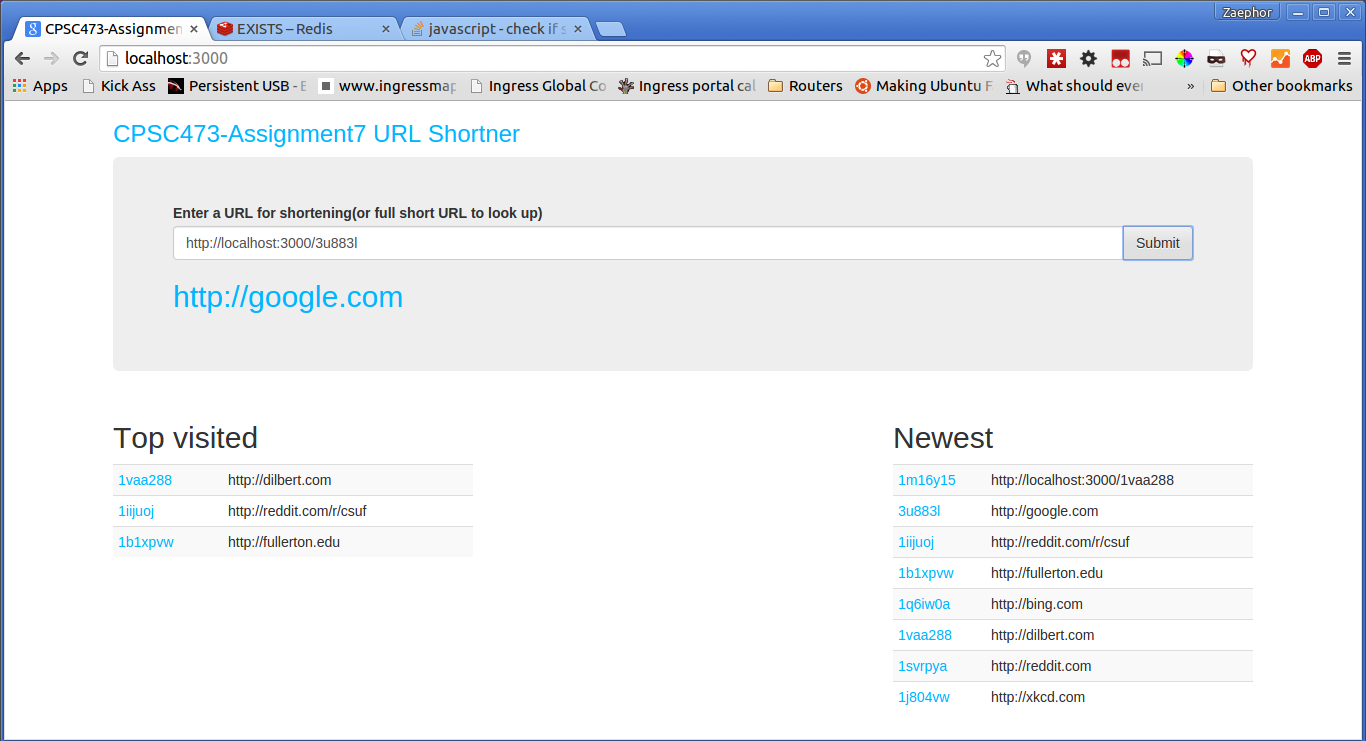 Zaephor
CPSC473-Assignmen
EXISTS – Redis
javascript - check if s
localhost:3000
ABP
Apps
Kick Ass
Persistent USB - E
www.ingressmap
Ingress Global Co
Ingress portal cal
Routers
Making Ubuntu F
What should ever
»
Other bookmarks
CPSC473-Assignment7 URL Shortner
Enter a URL for shortening(or full short URL to look up)
http://localhost:3000/3u883l
Submit
http://google.com
Top visited
1vaa288 http://dilbert.com
1iijuoj http://reddit.com/r/csuf
1b1xpvw http://fullerton.edu
Newest
1m16y15 http://localhost:3000/1vaa288
3u883l http://google.com
1iijuoj http://reddit.com/r/csuf
1b1xpvw http://fullerton.edu
1q6iw0a http://bing.com
1vaa288 http://dilbert.com
1svrpya http://reddit.com
1j804vw http://xkcd.com